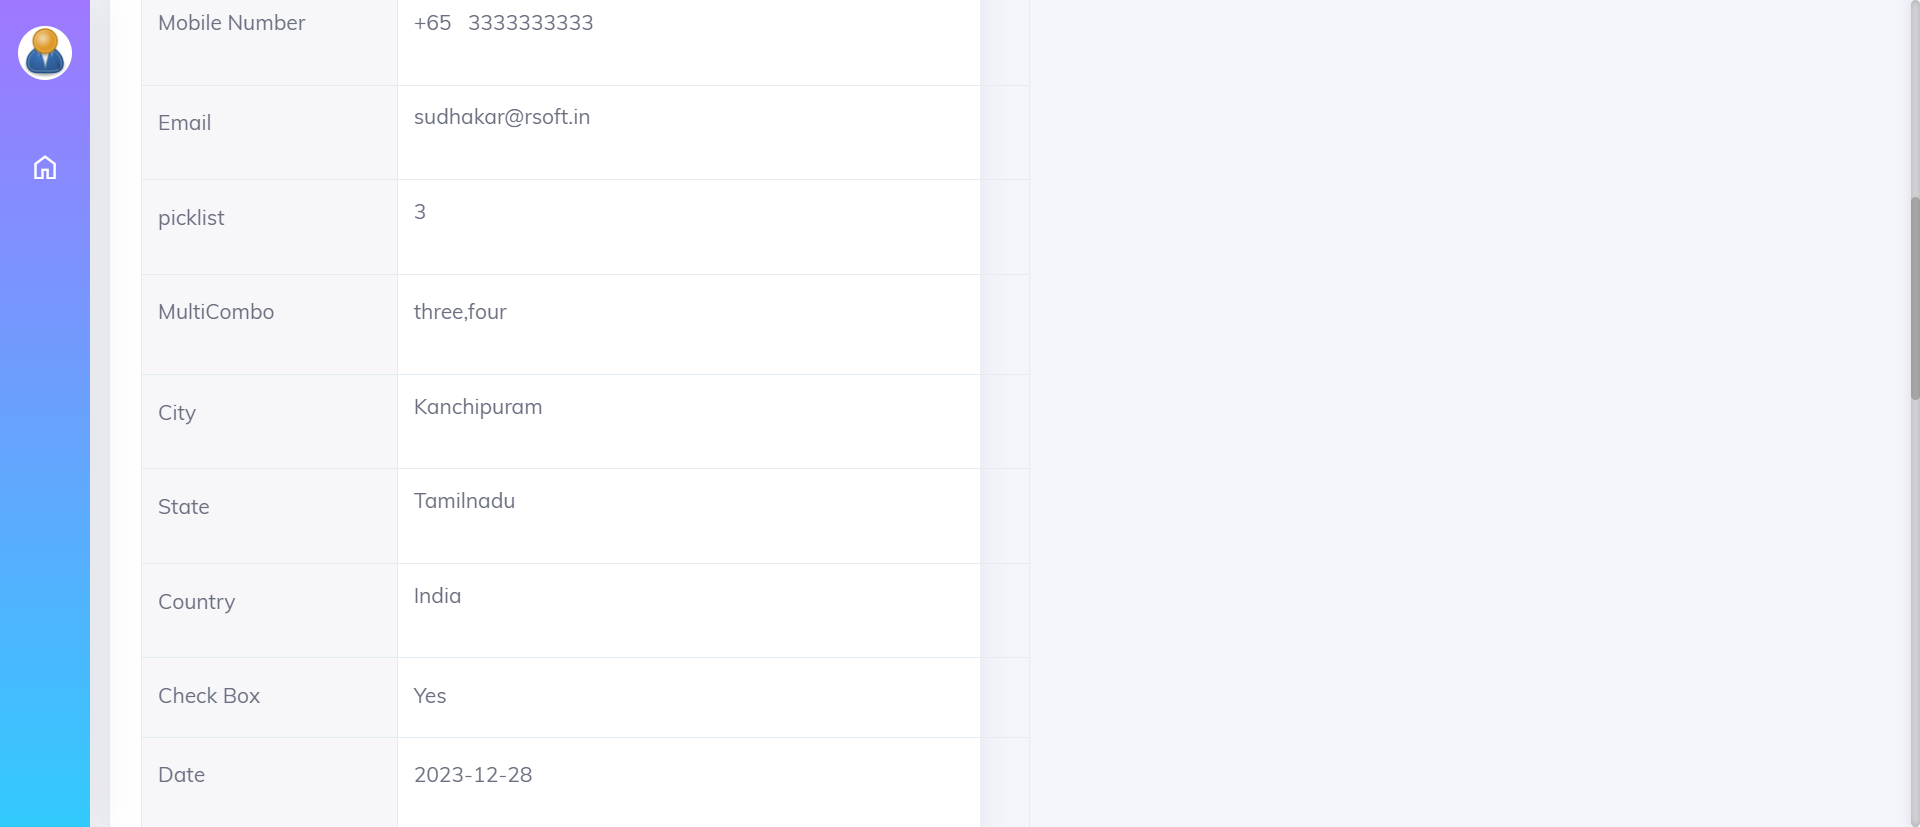 Mobile Number +65 3333333333
Email sudhakar@rsoft.in
picklist 3
MultiCombo three,four
City Kanchipuram
State Tamilnadu
Country India
Check Box Yes
Date 2023-12-28